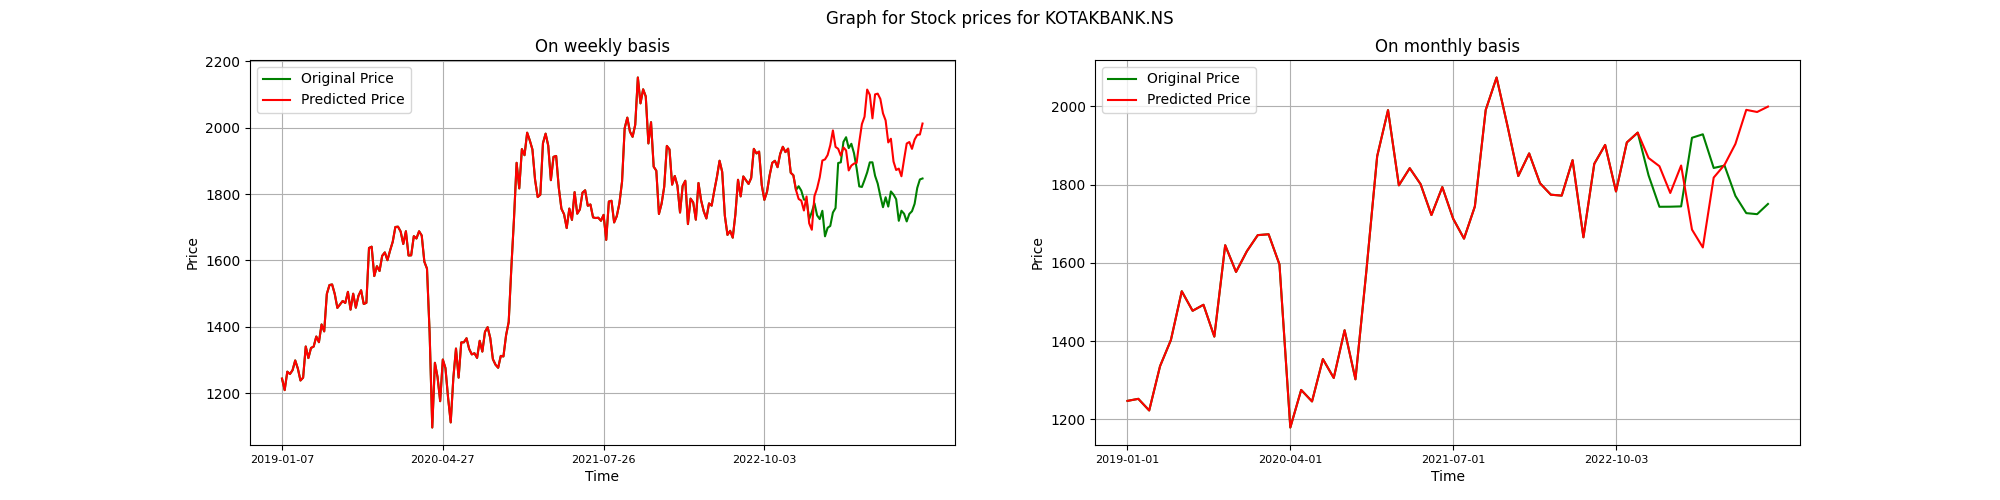 Graph for Stock prices for KOTAKBANK.NS
On weekly basis
Original Price
Predicted Price
2200
2000
1800
1600
1400
1200
Price
2019-01-07
2020-04-27
2021-07-26
2022-10-03
Time
On monthly basis
Original Price
Predicted Price
2000
1800
1600
1400
1200
Price
2019-01-01
2020-04-01
2021-07-01
2022-10-03
Time